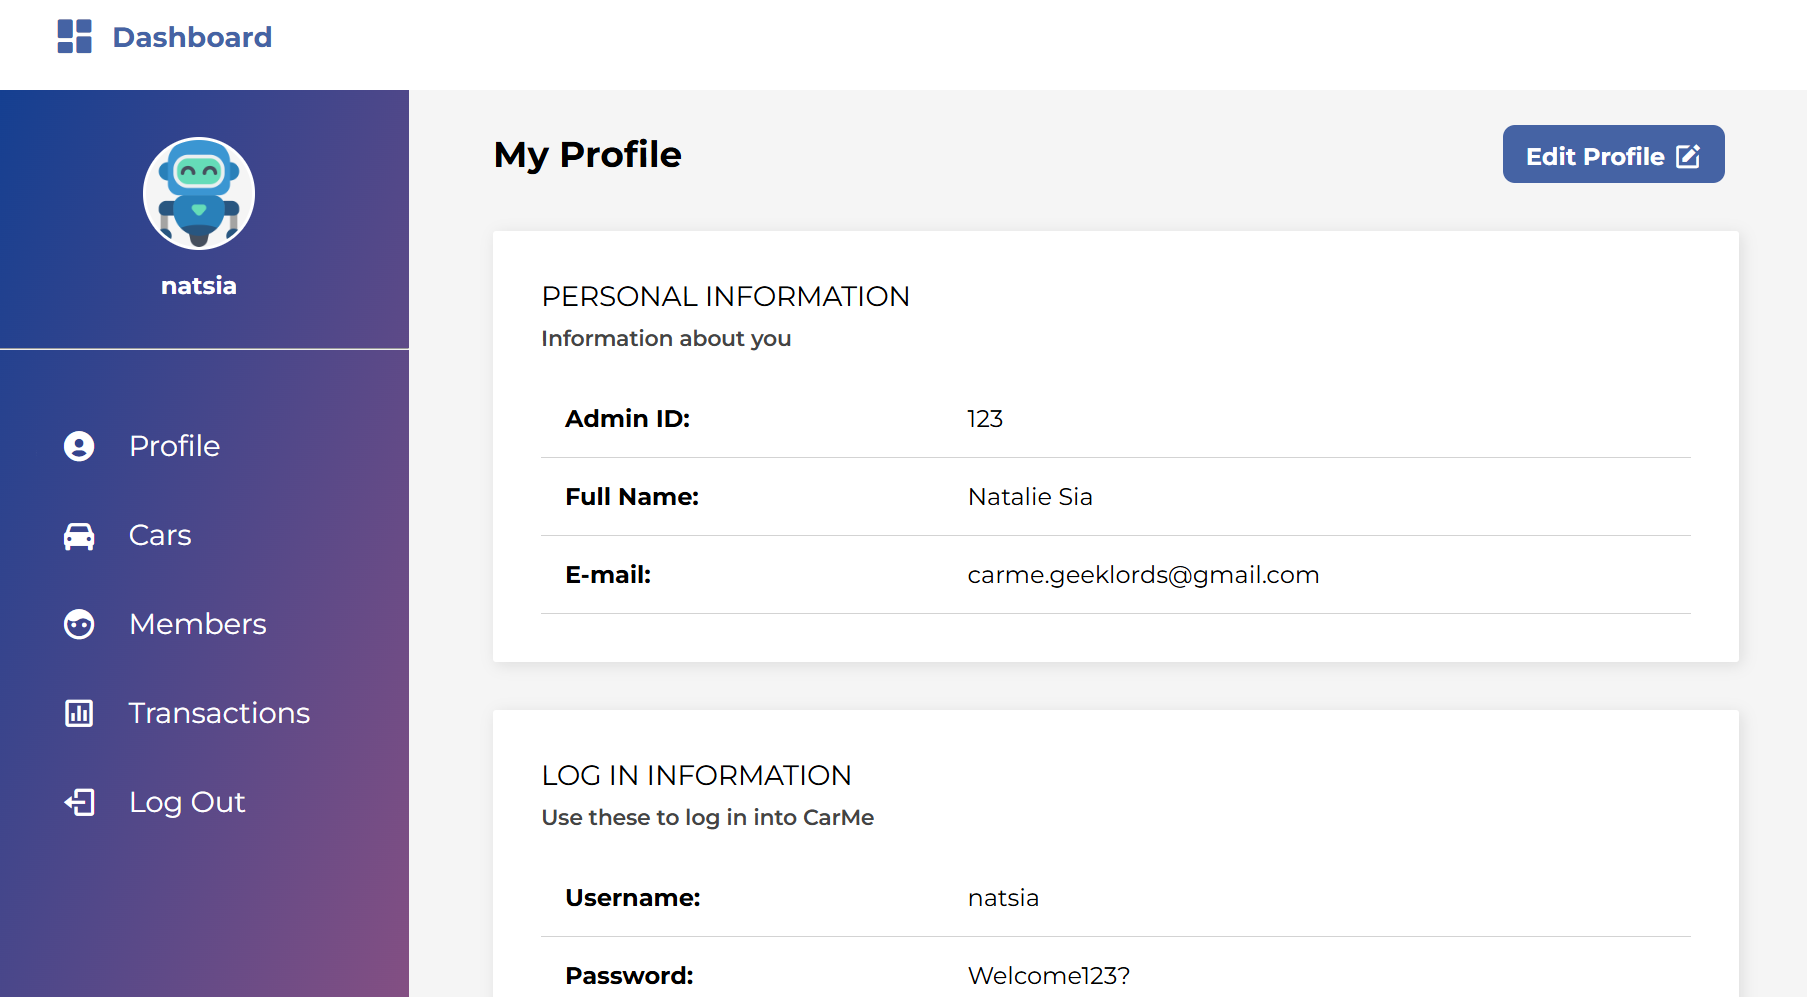 Dashboard
natsia
Profile
Cars
Members
Transactions
Log Out
My Profile
Edit Profile
PERSONAL INFORMATION
Information about you
Admin ID: 123
Full Name: Natalie Sia
E-mail: carme.geeklords@gmail.com
LOG IN INFORMATION
Use these to log in into CarMe
Username: natsia
Password: Welcome123?